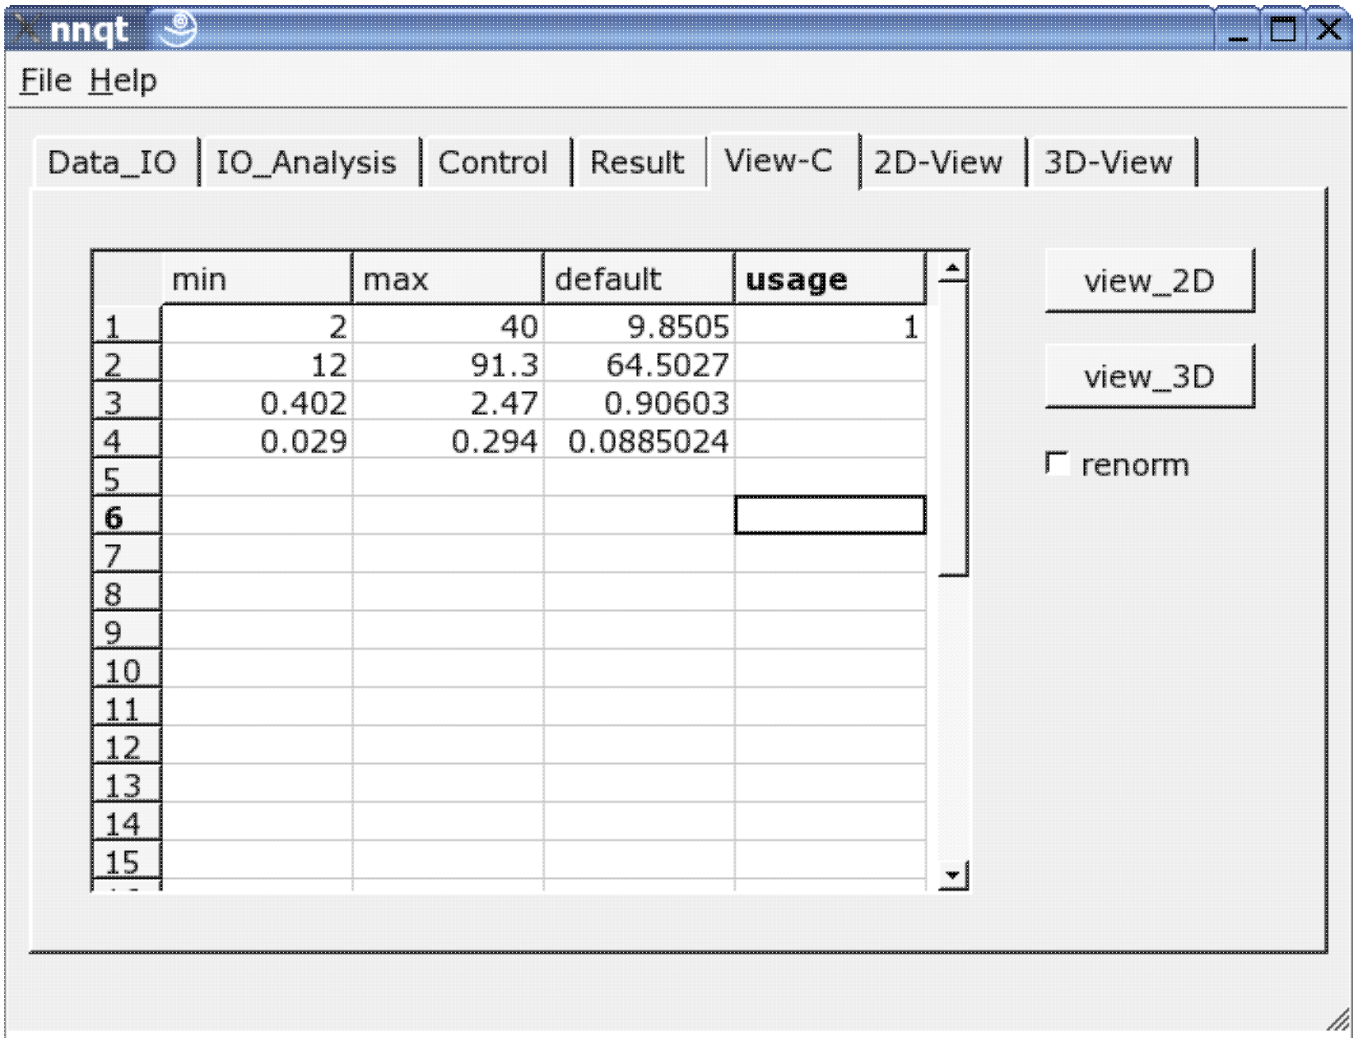 nnqt
File Help
Data_IO IO_Analysis Control Result View-C 2D-View 3D-View
min max default usage
view_2D
1 2 40 9.8505 1
2 12 91.3 64.5027
view_3D
3 0.402 2.47 0.90603
4 0.029 0.294 0.0885024
renorm
5
6
7
8
9
10
11
12
13
14
15